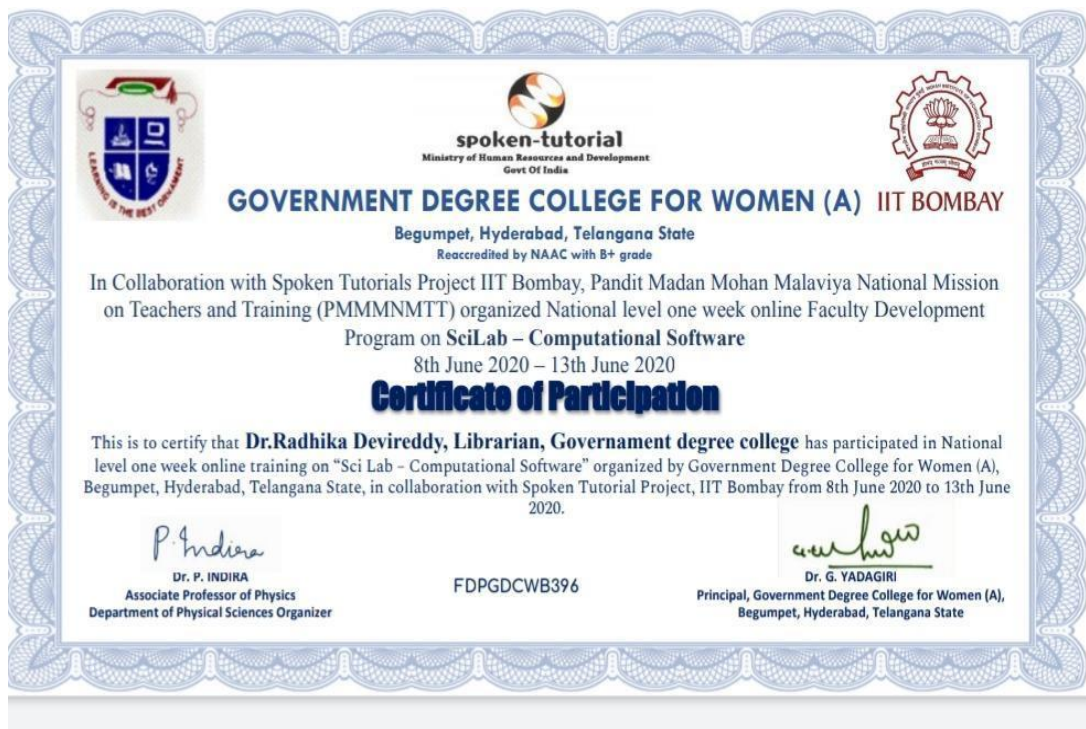 LEARNING IS THE BEST ORNAMENT
spoken-tutorial
Ministry of Human Resources and Development
Govt Of India
GOVERNMENT DEGREE COLLEGE FOR WOMEN (A)
IIT BOMBAY
Begumpet, Hyderabad, Telangana State
Reaccredited by NAAC with B+ grade
In Collaboration with Spoken Tutorials Project IIT Bombay, Pandit Madan Mohan Malaviya National Mission
on Teachers and Training (PMMMNMTT) organized National level one week online Faculty Development
Program on SciLab – Computational Software
8th June 2020 – 13th June 2020
Certificate of Participation
This is to certify that Dr.Radhika Devireddy, Librarian, Governament degree college has participated in National
level one week online training on "Sci Lab - Computational Software" organized by Government Degree College for Women (A),
Begumpet, Hyderabad, Telangana State, in collaboration with Spoken Tutorial Project, IIT Bombay from 8th June 2020 to 13th June
2020.
P. Indira
Dr. P. INDIRA
Associate Professor of Physics
Department of Physical Sciences Organizer
FDPGDCWB396
Dr. G. YADAGIRI
Principal, Government Degree College for Women (A),
Begumpet, Hyderabad, Telangana State